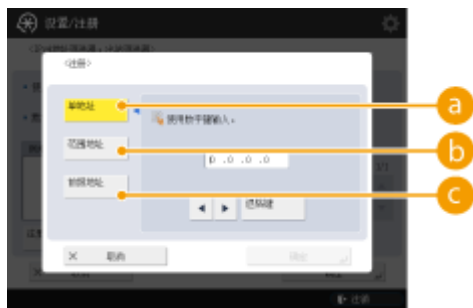 设置/注册
<注册>
单地址
a
使用数字键输入。
范围地址
b
0 .0 .0 .0
前缀地址
c
◀ ▶ 退格键
× 取消
确定
注销